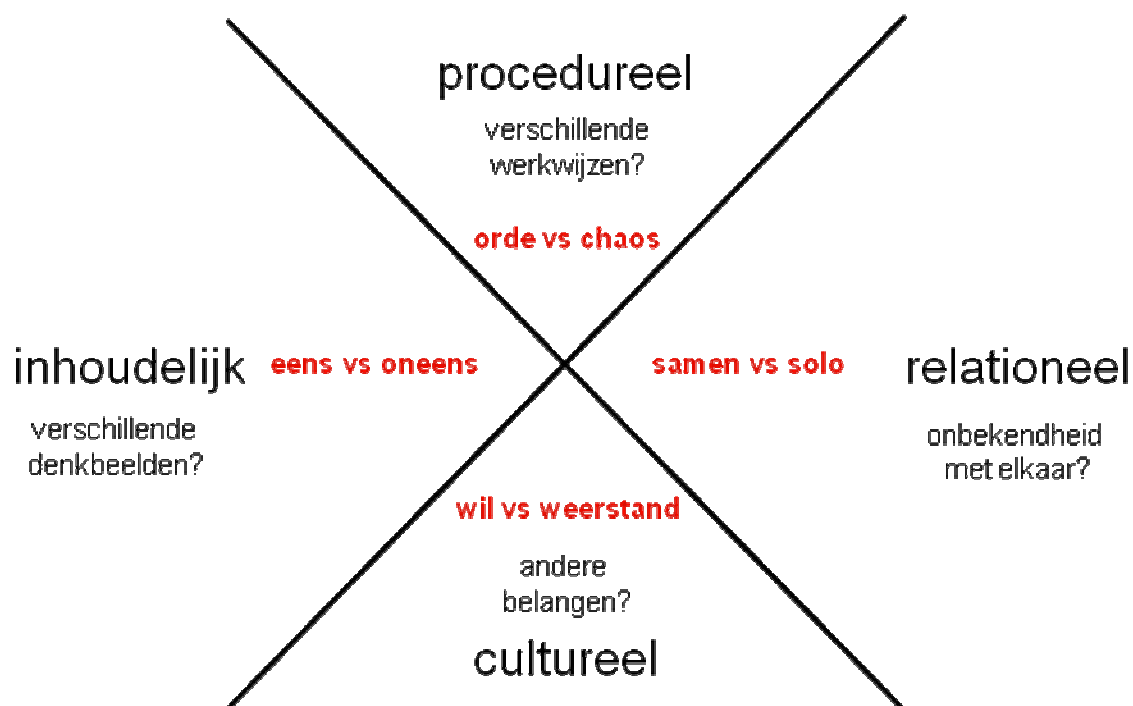 procedureel
verschillende
werkwijzen?
orde vs chaos
inhoudelijk
eens vs oneens
verschillende
denkbeelden?
samen vs solo
relationeel
onbekendheid
met elkaar?
wil vs weerstand
andere
belangen?
cultureel